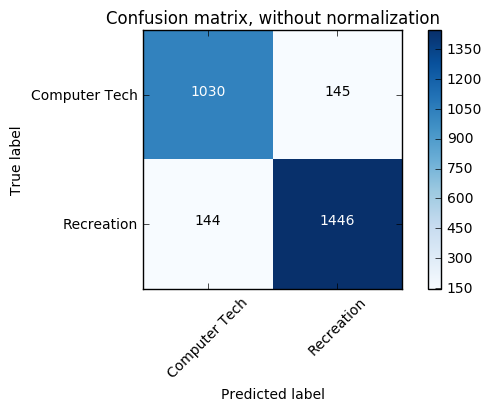 Confusion matrix, without normalization
True label
Computer Tech
Recreation
1030
145
144
1446
Computer Tech
Recreation
Predicted label
1350
1200
1050
900
750
600
450
300
150